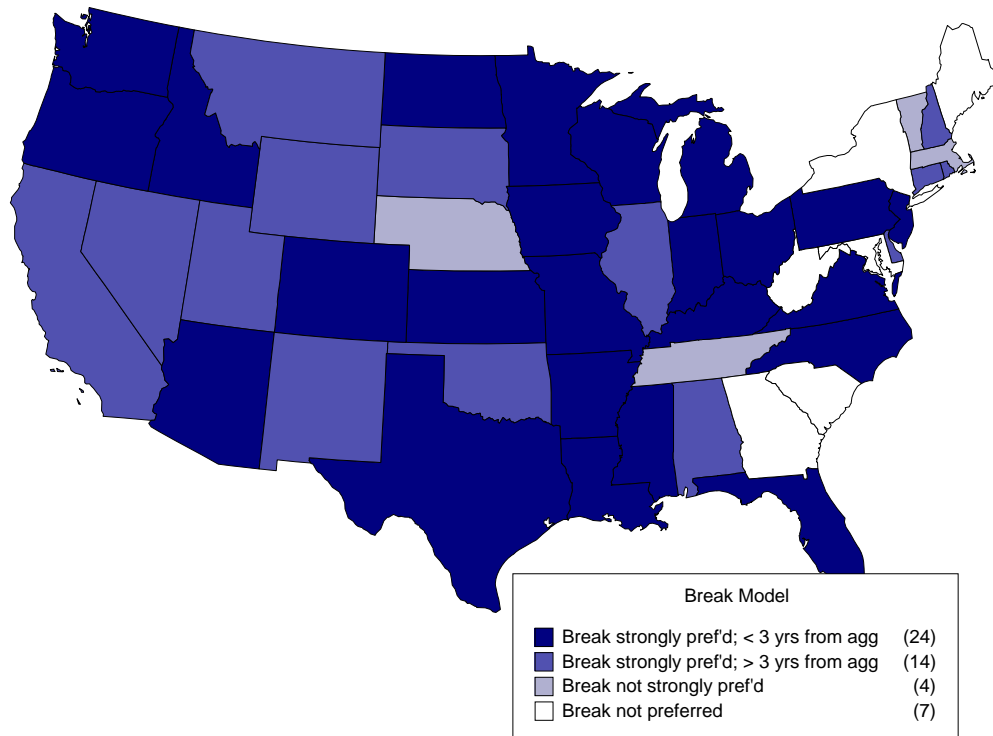 Break Model
Break strongly pref'd; < 3 yrs from agg (24)
Break strongly pref'd; > 3 yrs from agg (14)
Break not strongly pref'd (4)
Break not preferred (7)